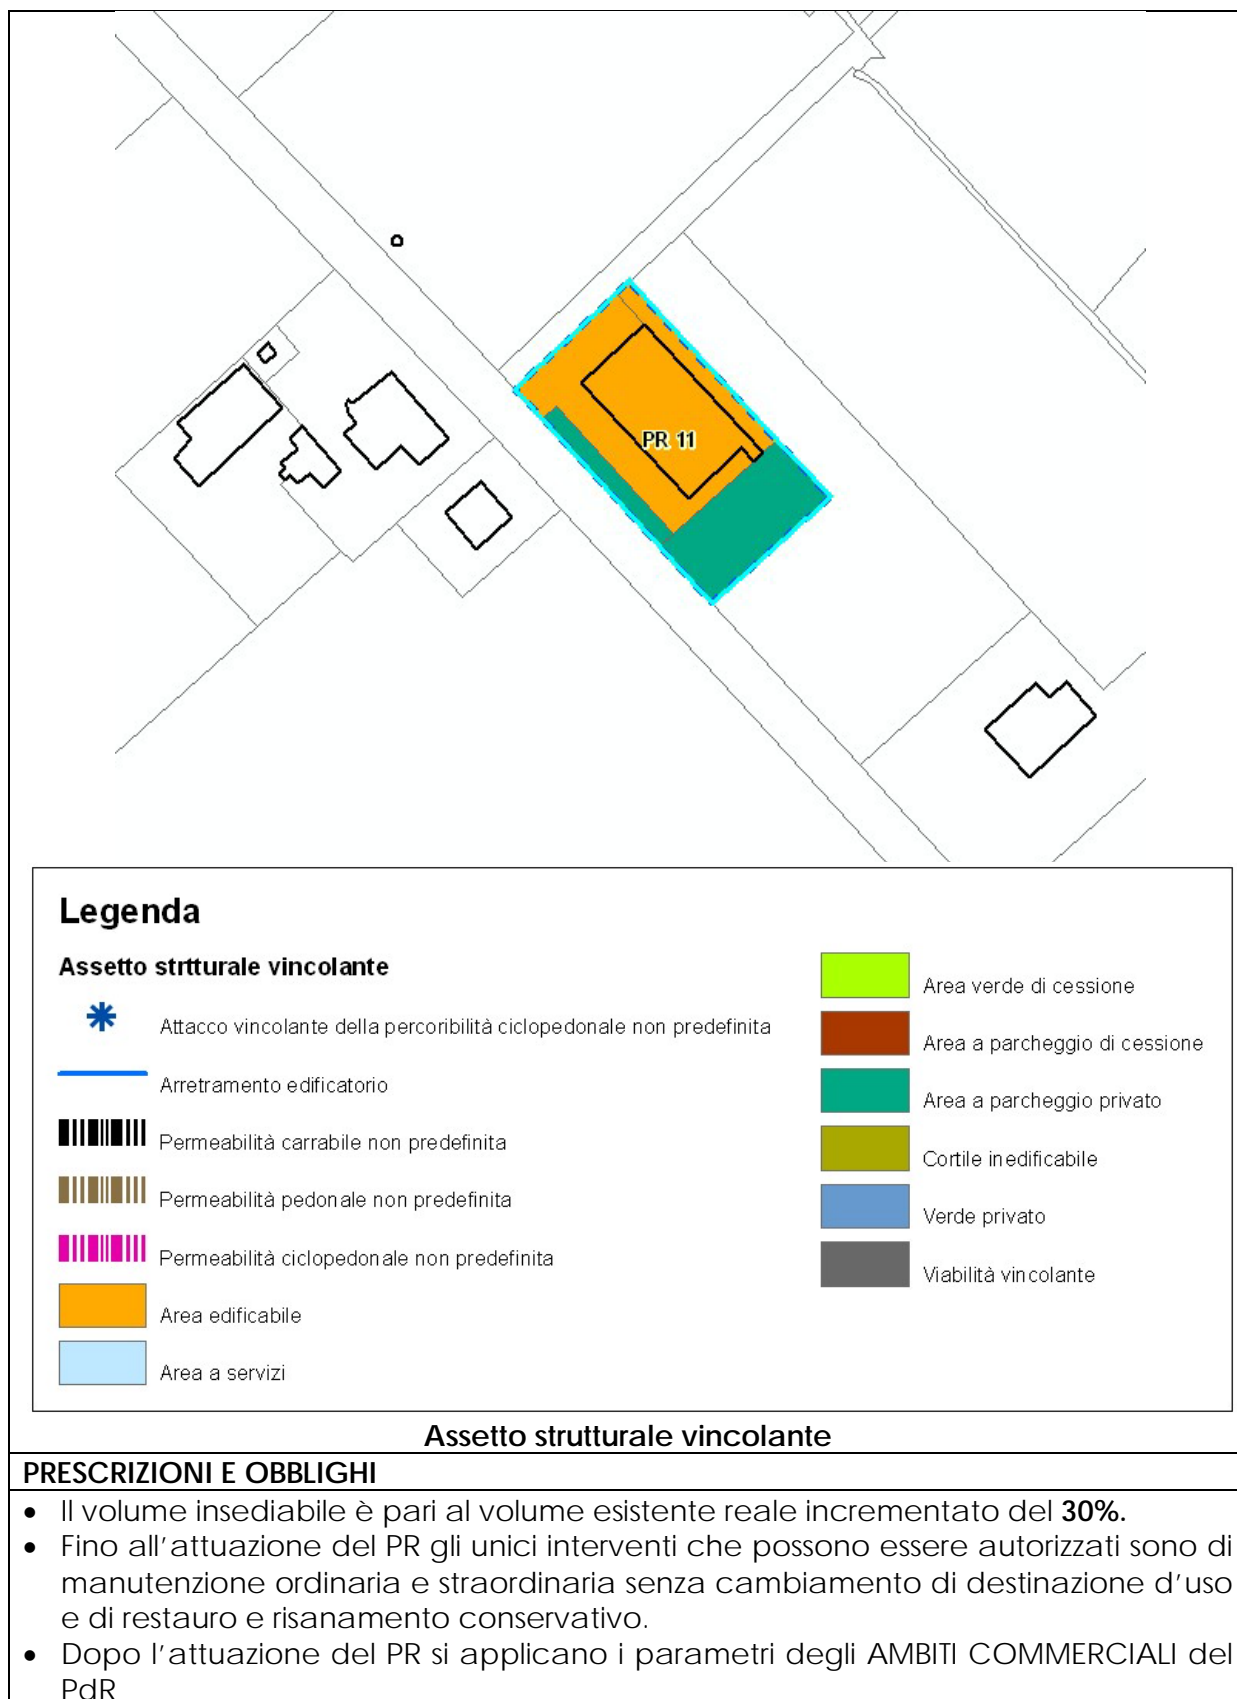 PR 11
Legenda
Assetto strtturale vincolante
Attacco vincolante della percoribilità ciclopedonale non predefinita
Arretramento edificatorio
Permeabilità carrabile non predefinita
Permeabilità pedonale non predefinita
Permeabilità ciclopedonale non predefinita
Area edificabile
Area a servizi
Area verde di cessione
Area a parcheggio di cessione
Area a parcheggio privato
Cortile inedificabile
Verde privato
Viabilità vincolante
Assetto strutturale vincolante
PRESCRIZIONI E OBBLIGHI
• Il volume insediabile è pari al volume esistente reale incrementato del 30%.
• Fino all'attuazione del PR gli unici interventi che possono essere autorizzati sono di
manutenzione ordinaria e straordinaria senza cambiamento di destinazione d'uso
e di restauro e risanamento conservativo.
• Dopo l'attuazione del PR si applicano i parametri degli AMBITI COMMERCIALI del
PdR